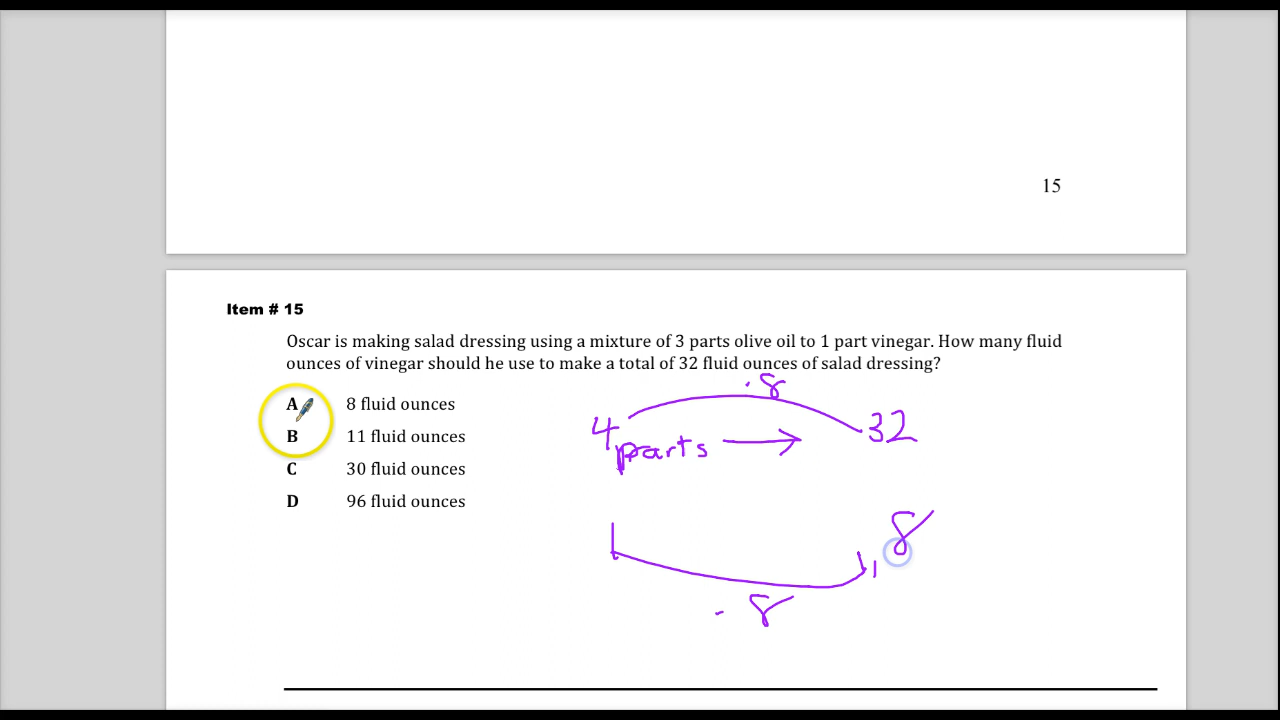 15
Item # 15
Oscar is making salad dressing using a mixture of 3 parts olive oil to 1 part vinegar. How many fluid
ounces of vinegar should he use to make a total of 32 fluid ounces of salad dressing?
A 8 fluid ounces
B 11 fluid ounces
C 30 fluid ounces
D 96 fluid ounces
·8
4 parts → 32
1 8
·8